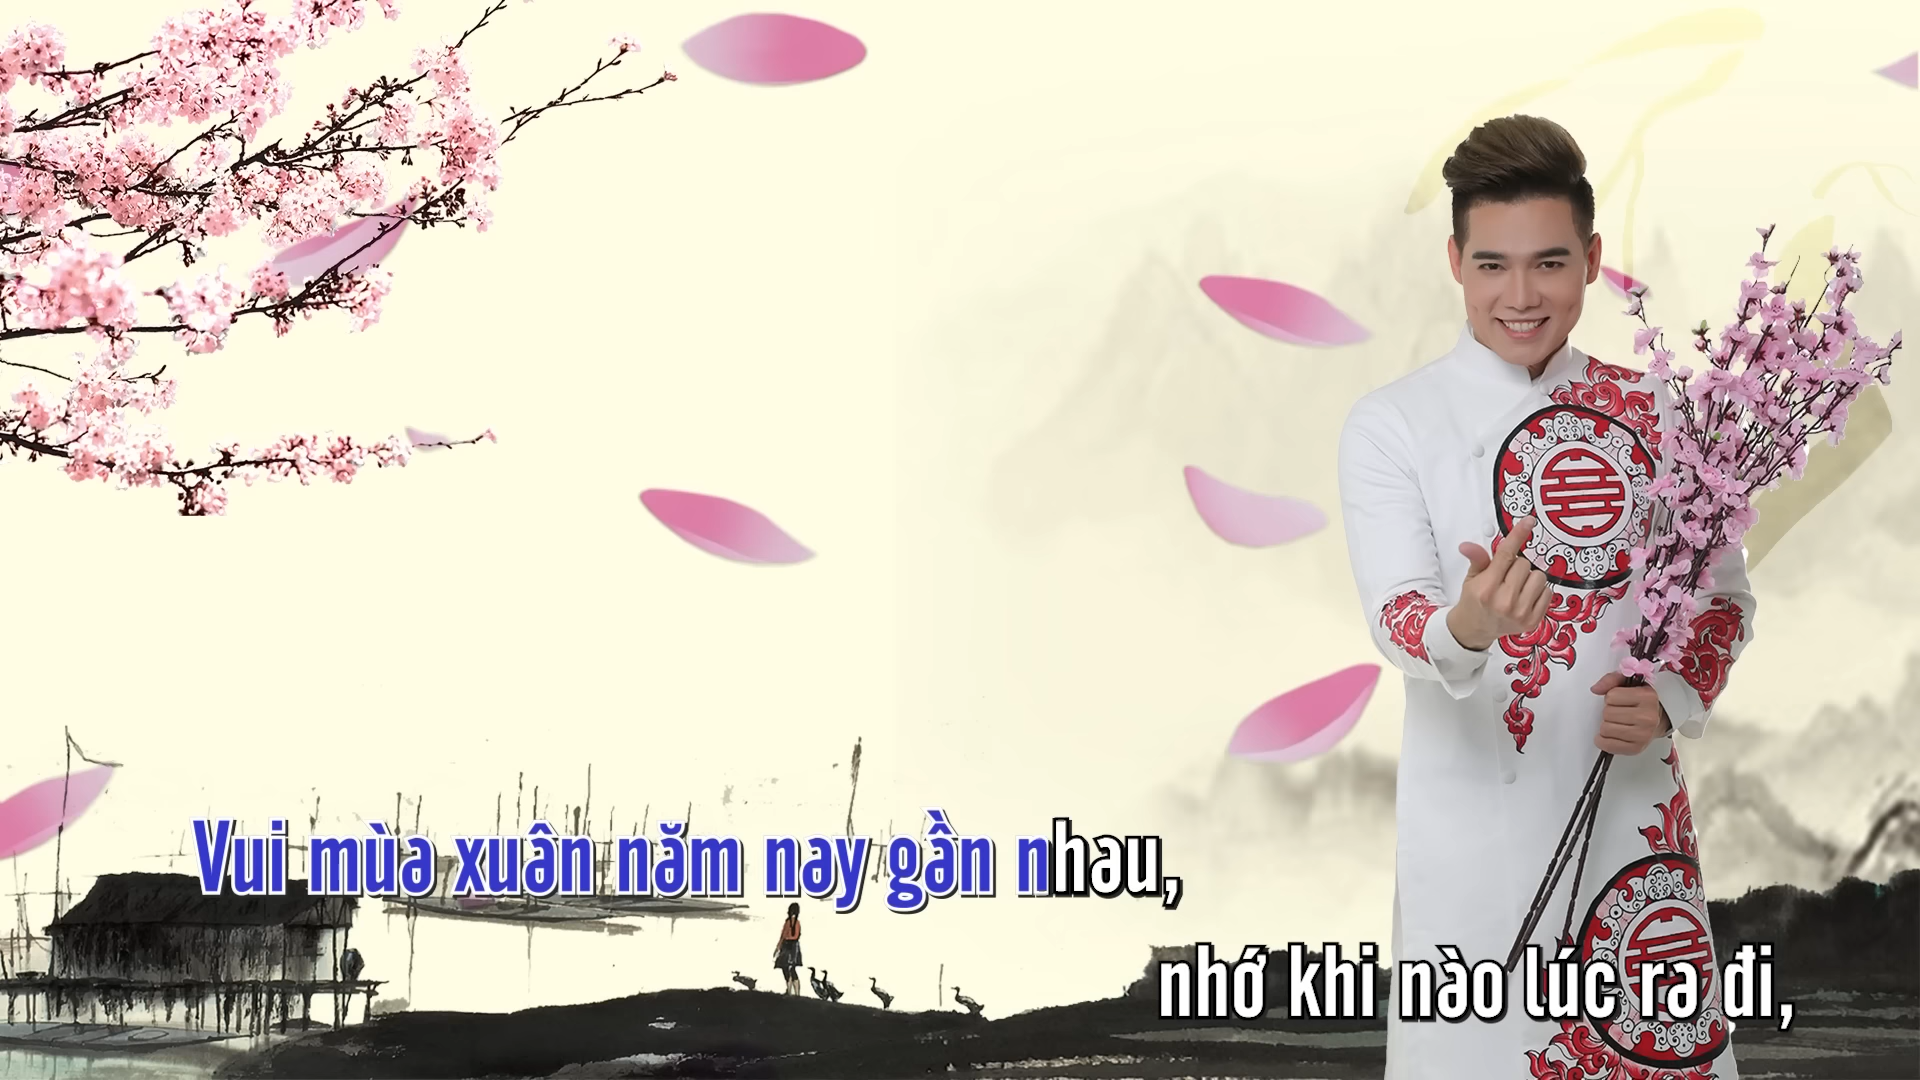 Vui mùa xuân năm nay gần nhau,
nhớ khi nào lúc ra đi,